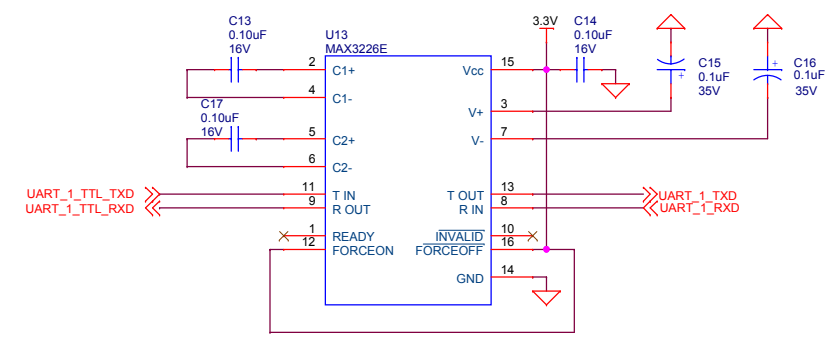 C13
0.10uF
16V
U13
MAX3226E
3.3V
C14
0.10uF
16V
C15
0.1uF
35V
C16
0.1uF
35V
+
+
2
C1+
Vcc
15
4
C1-
V+
3
C17
0.10uF
16V
5
C2+
V-
7
6
C2-
UART_1_TTL_TXD
11
T IN
T OUT
13
UART_1_TXD
UART_1_TTL_RXD
9
R OUT
R IN
8
UART_1_RXD
1
READY
INVALID
10
12
FORCEON
FORCEOFF
16
GND
14